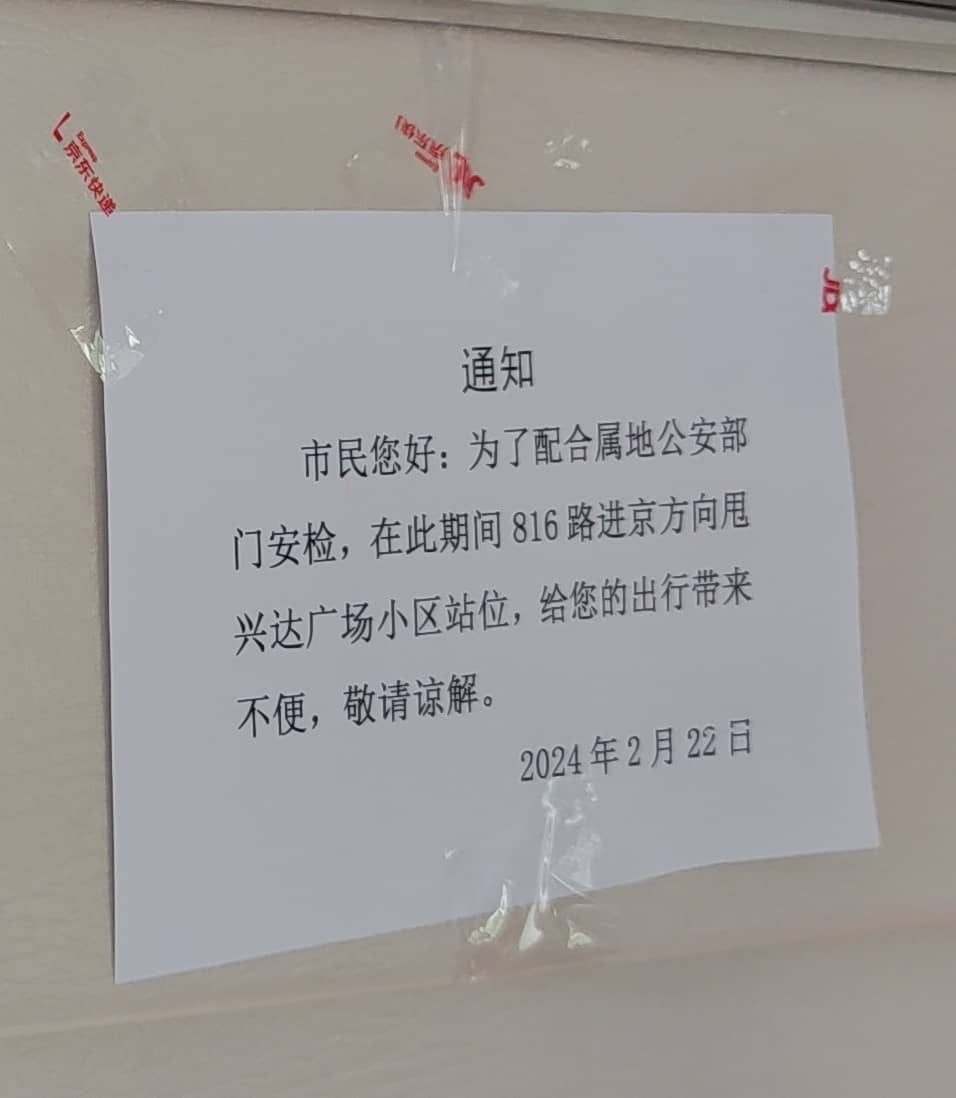 Express
京东快递
京东快
JD
通知
市民您好：为了配合属地公安部
门安检，在此期间 816 路进京方向甩
兴达广场小区站位，给您的出行带来
不便，敬请谅解。
2024 年 2 月 22 日